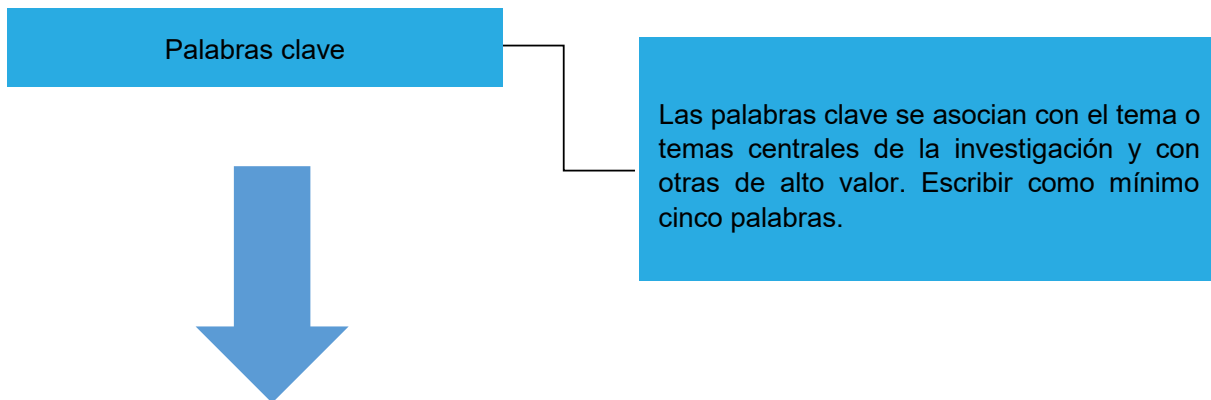 Palabras clave
Las palabras clave se asocian con el tema o
temas centrales de la investigación y con
otras de alto valor. Escribir como mínimo
cinco palabras.